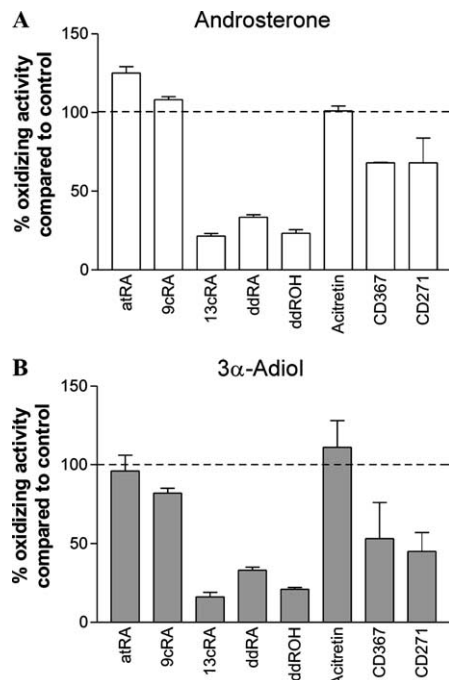 A Androsterone
% oxidizing activity
compared to control
150
100
50
0
atRA
9cRA
13cRA
ddRA
ddROH
Acitretin
CD367
CD271
B 3α-Adiol
% oxidizing activity
compared to control
150
100
50
0
atRA
9cRA
13cRA
ddRA
ddROH
Acitretin
CD367
CD271